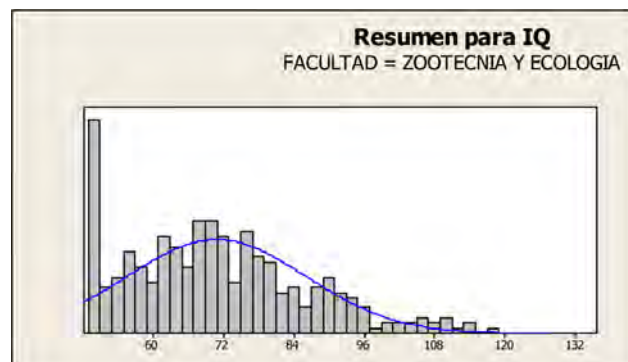 Resumen para IQ
FACULTAD = ZOOTECNIA Y ECOLOGIA
60 72 84 96 108 120 132